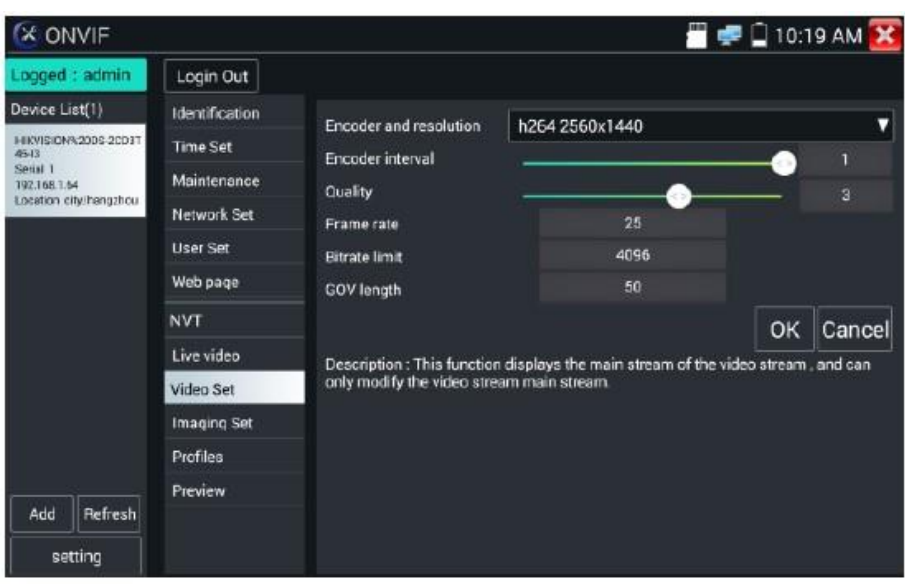 ONVIF
10:19 AM
Logged : admin
Login Out
Device List(1)
Serial 1
192.168.1.64
Location city/hangzhou
Add
Refresh
setting
Identification
Time Set
Maintenance
Network Set
User Set
Web page
NVT
Live video
Video Set
Imaging Set
Profiles
Preview
Encoder and resolution h264 2560x1440
Encoder interval 1
Quality 3
Frame rate 25
Bitrate limit 4096
GOV length 50
OK Cancel
Description : This function displays the main stream of the video stream , and can
only modify the video stream main stream.